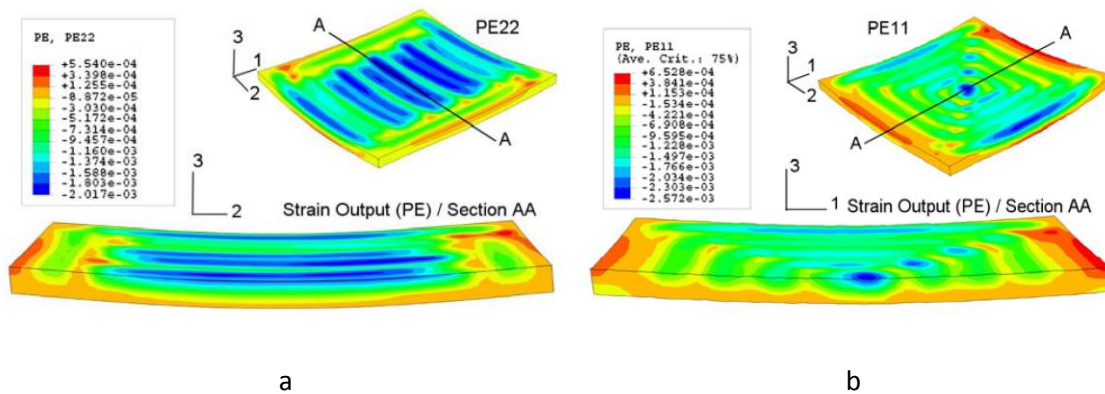 PE, PE22
+5.540e-04
+3.398e-04
+1.255e-04
-8.872e-05
-3.030e-04
-5.172e-04
-7.314e-04
-9.457e-04
-1.160e-03
-1.374e-03
-1.588e-03
-1.803e-03
-2.017e-03
3
1
2
A
PE22
A
3
2
Strain Output (PE) / Section AA
a
PE, PE11
(Ave. Crit.: 75%)
+6.528e-04
+3.841e-04
+1.153e-04
-1.534e-04
-4.221e-04
-6.908e-04
-9.595e-04
-1.228e-03
-1.497e-03
-1.766e-03
-2.034e-03
-2.303e-03
-2.572e-03
3
1
2
PE11
A
A
3
1
Strain Output (PE) / Section AA
b